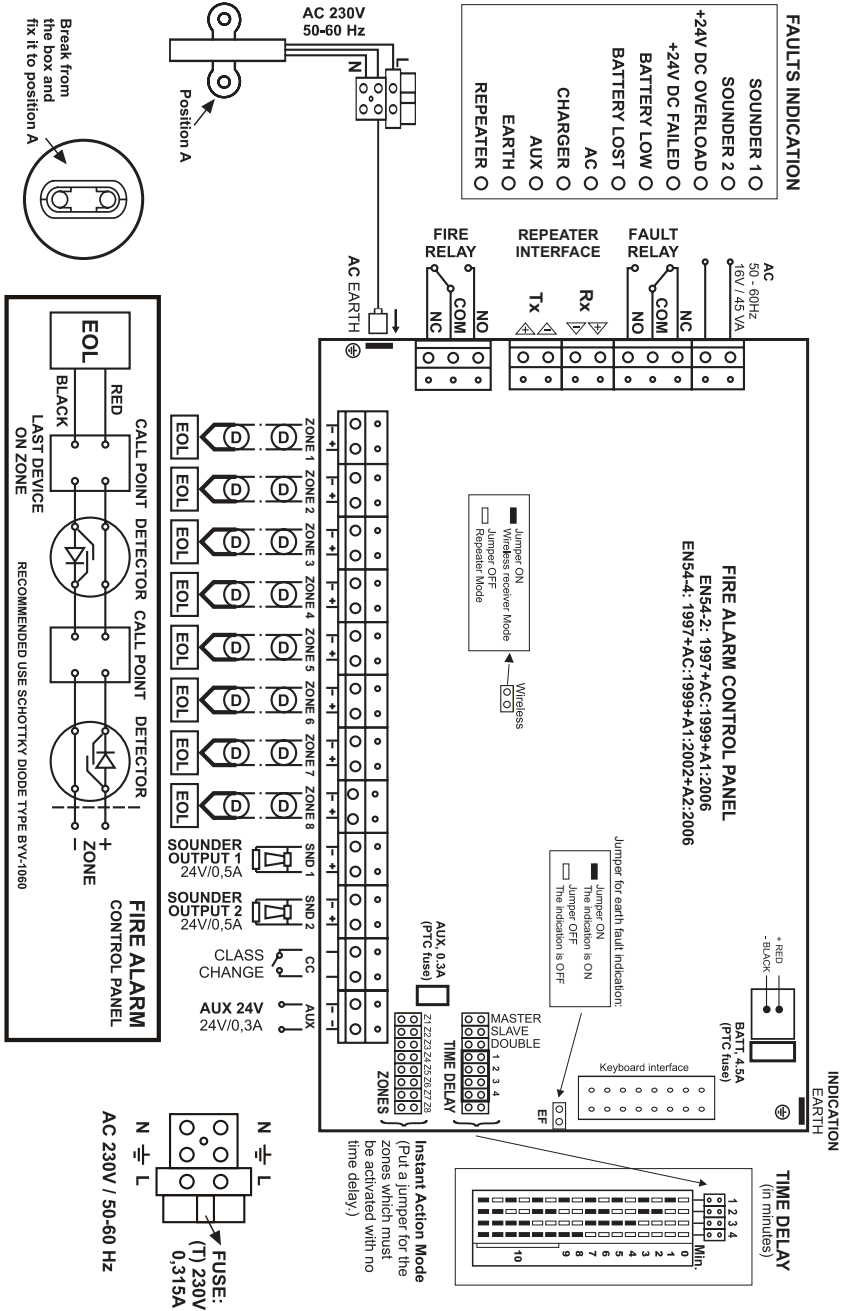 FAULTS INDICATION
SOUNDER 1
SOUNDER 2
+24V DC OVERLOAD
+24V DC FAILED
BATTERY LOW
BATTERY LOST
AC
CHARGER
AUX
EARTH
REPEATER
AC 230V
50-60 Hz
N
L
Position A
Break from
the box and
fix it to position A
AC EARTH
FIRE
RELAY
NC
COM
NO
REPEATER
INTERFACE
Tx
+
-
Rx
-
+
FAULT
RELAY
NO
COM
NC
AC
50 - 60Hz
16V / 45 VA
FIRE ALARM CONTROL PANEL
EN54-2: 1997+AC:1999+A1:2006
EN54-4: 1997+AC:1999+A1:2002+A2:2006
Jumper ON
Wireless receiver Mode
Jumper OFF
Repeater Mode
Wireless
Jumper for earth fault indication:
Jumper ON
The indication is ON
Jumper OFF
The indication is OFF
EF
+ RED
- BLACK
BATT, 4.5A
(PTC fuse)
Keyboard interface
INDICATION
EARTH
AUX, 0.3A
(PTC fuse)
MASTER
SLAVE
DOUBLE
1
2
3
4
TIME DELAY
Z1 Z2 Z3 Z4 Z5 Z6 Z7 Z8
ZONES
Instant Action Mode
(Put a jumper for the
zones which must
be activated with no
time delay.)
TIME DELAY
(in minutes)
1 2 3 4
Min.
0
1
2
3
4
5
6
7
8
9
10
- +
ZONE 1
D
D
EOL
- +
ZONE 2
D
D
EOL
- +
ZONE 3
D
D
EOL
- +
ZONE 4
D
D
EOL
- +
ZONE 5
D
D
EOL
- +
ZONE 6
D
D
EOL
- +
ZONE 7
D
D
EOL
- +
ZONE 8
D
D
EOL
- +
SND 1
SOUNDER
OUTPUT 1
24V/0,5A
- +
SND 2
SOUNDER
OUTPUT 2
24V/0,5A
CC
CLASS
CHANGE
AUX
AUX 24V
24V/0,3A
EOL
RED
BLACK
CALL POINT
DETECTOR
CALL POINT
DETECTOR
LAST DEVICE
ON ZONE
+
ZONE
-
RECOMMENDED USE SCHOTTKY DIODE TYPE BYV-1060
FIRE ALARM
CONTROL PANEL
N
L
N
L
AC 230V / 50-60 Hz
FUSE:
(T) 230V
0,315A